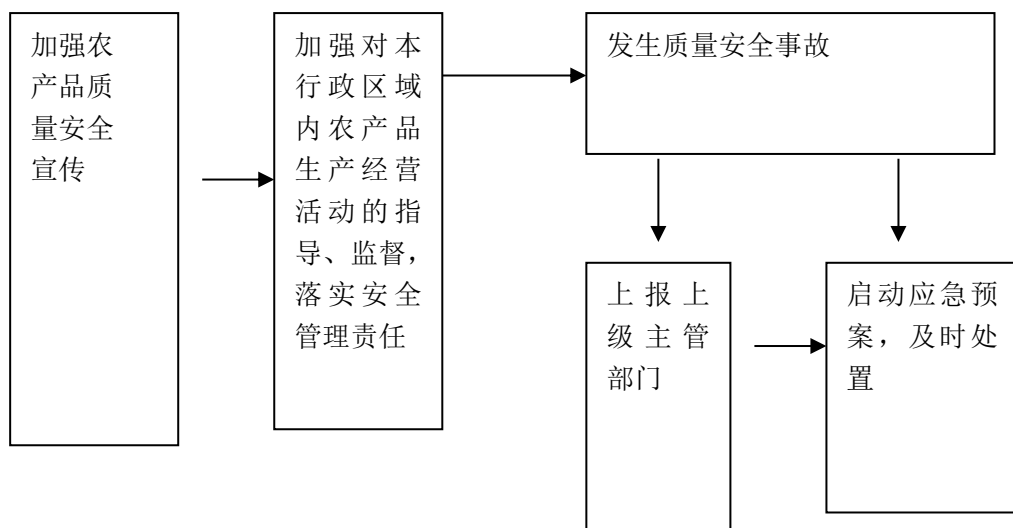 加强农
产品质
量安全
宣传
加强对本
行政区域
内农产品
生产经营
活动的指
导、监督，
落实安全
管理责任
发生质量安全事故
上报上
级主管
部门
启动应急预
案，及时处
置